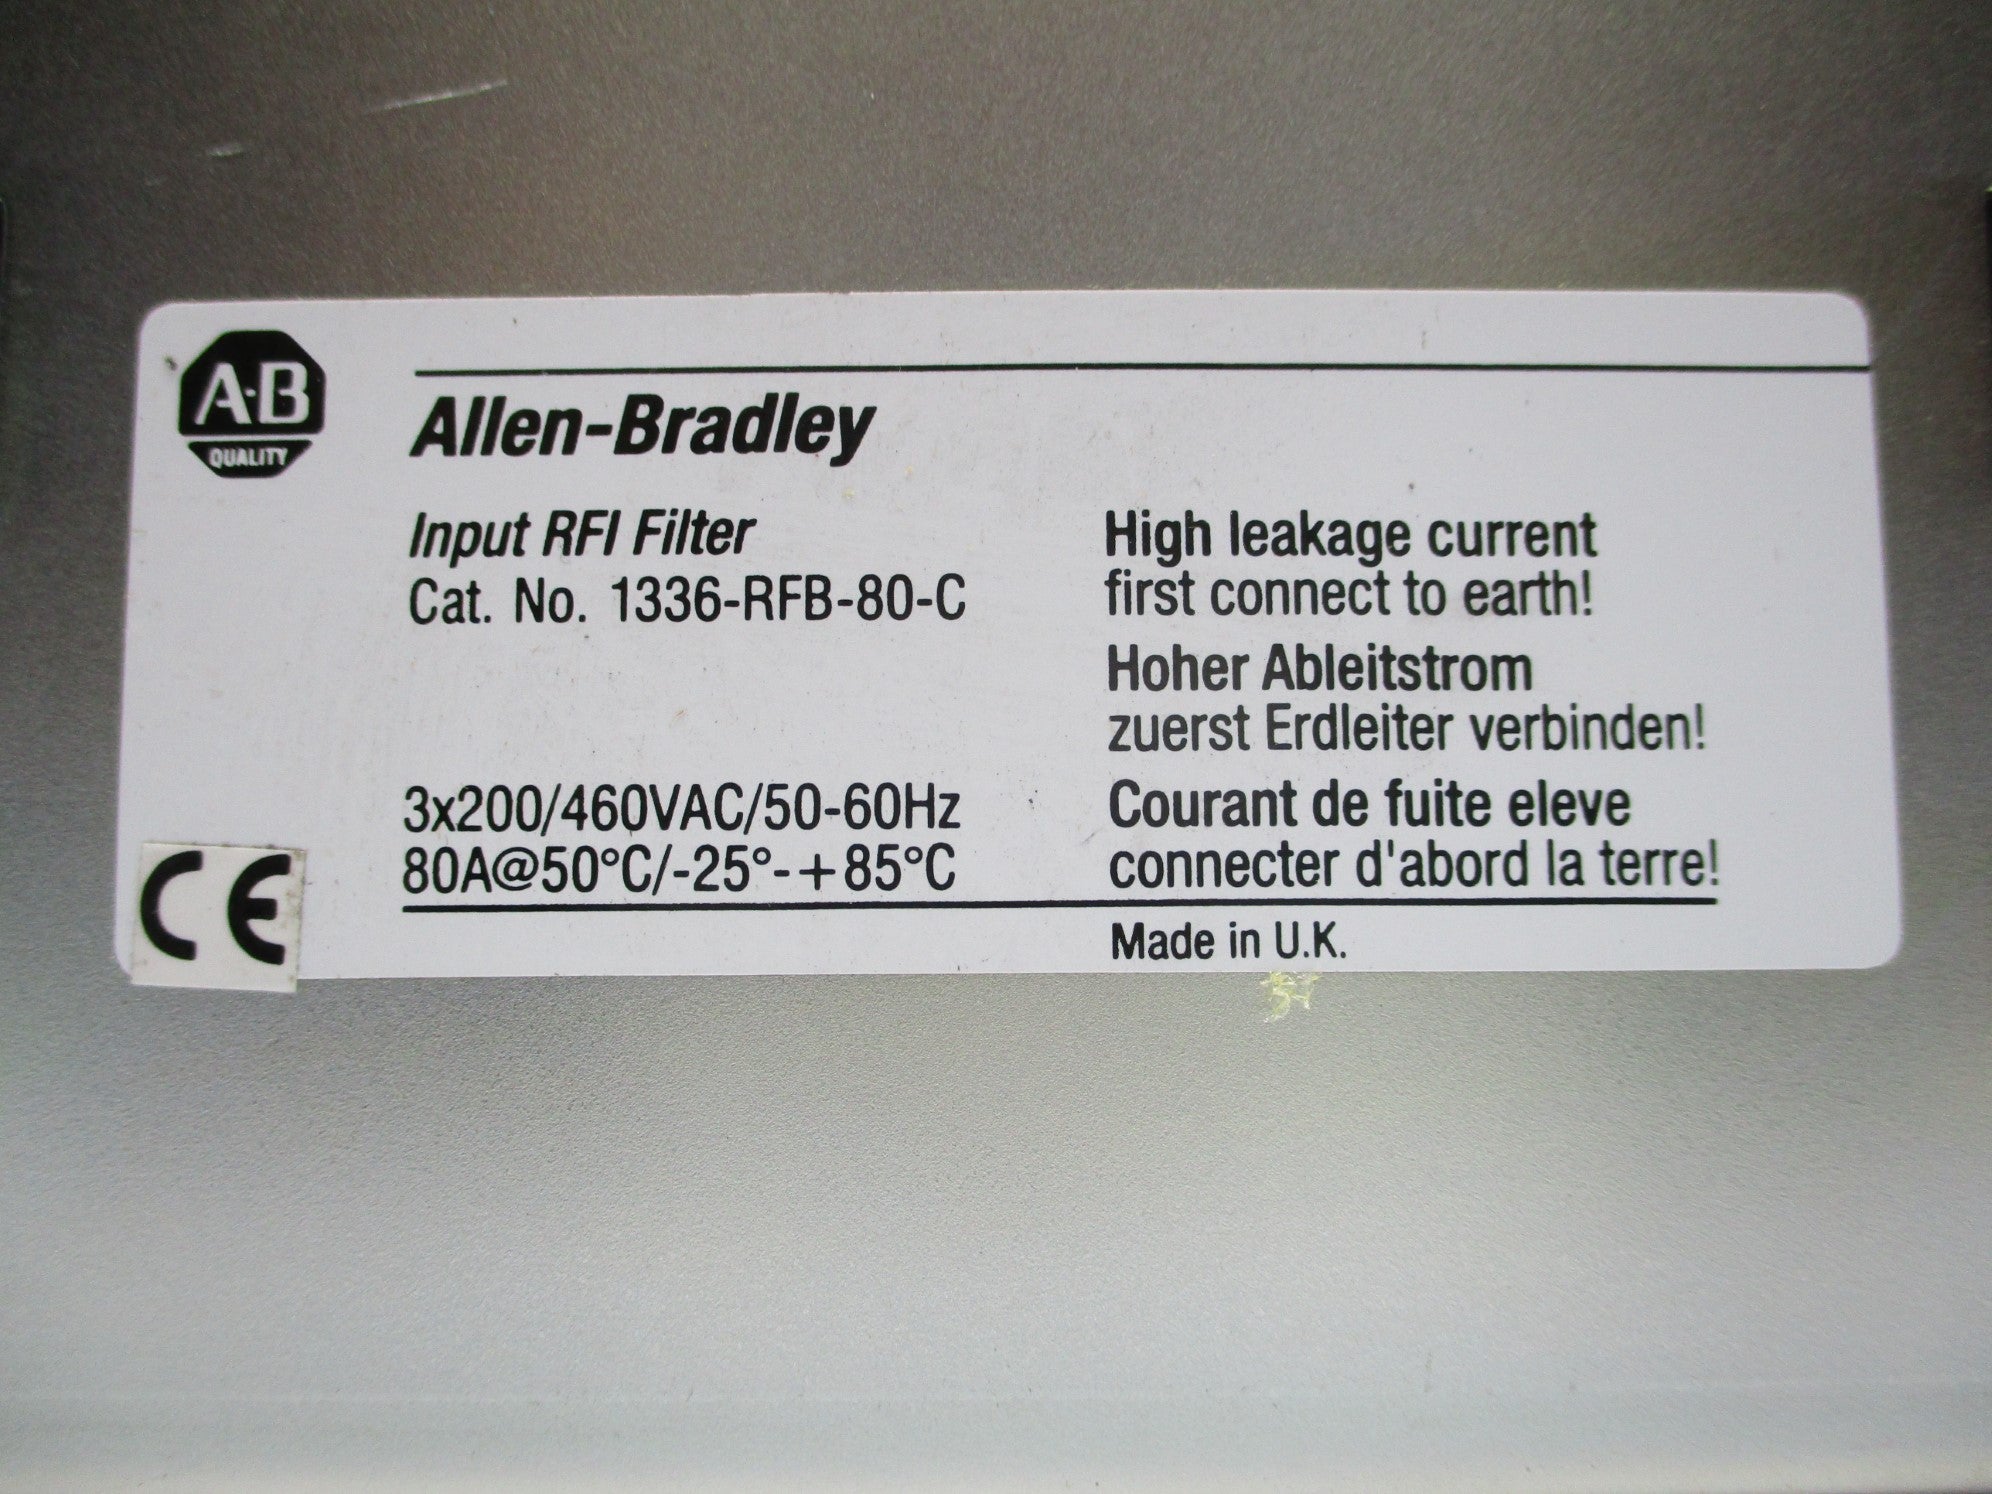 A·B
QUALITY
Allen-Bradley
Input RFI Filter
Cat. No. 1336-RFB-80-C
3x200/460VAC/50-60Hz
80A@50°C/-25°-+85°C
High leakage current
first connect to earth!
Hoher Ableitstrom
zuerst Erdleiter verbinden!
Courant de fuite eleve
connecter d'abord la terre!
CE
Made in U.K.